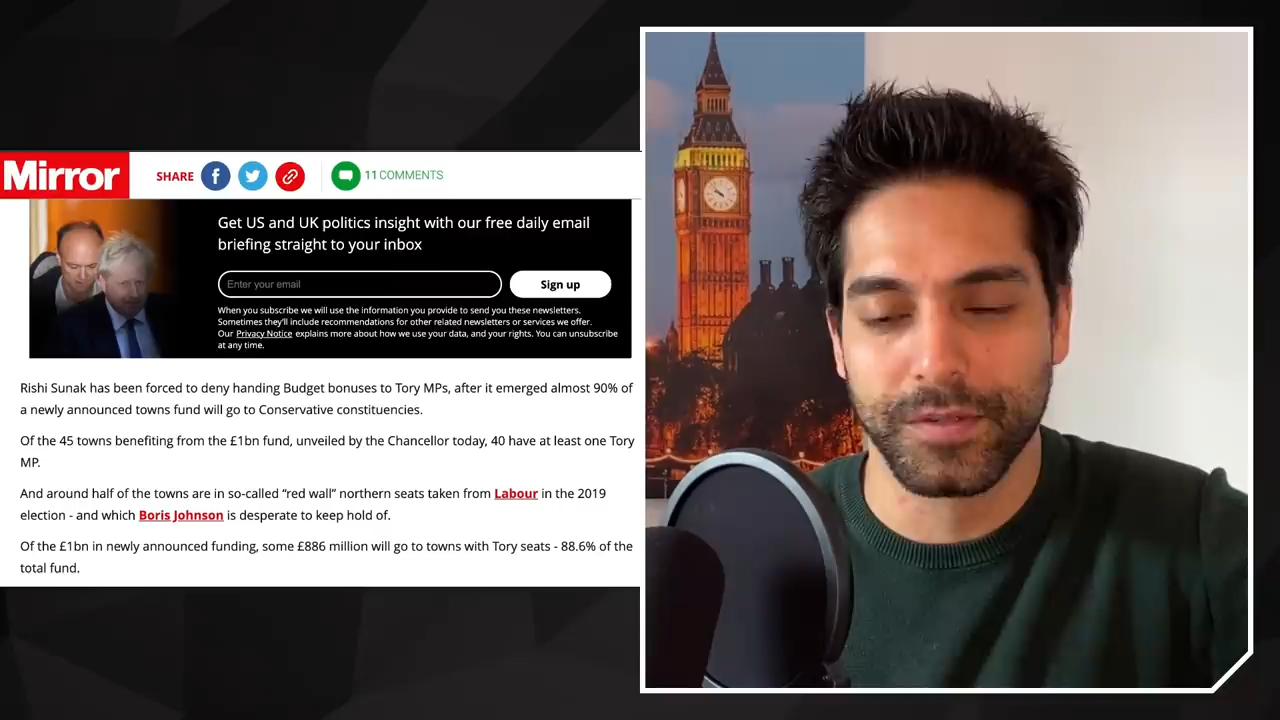 Mirror
SHARE
11 COMMENTS
Get US and UK politics insight with our free daily email
briefing straight to your inbox
Enter your email
Sign up
When you subscribe we will use the information you provide to send you these newsletters.
Sometimes they'll include recommendations for other related newsletters or services we offer.
Our Privacy Notice explains more about how we use your data, and your rights. You can unsubscribe
at any time.
Rishi Sunak has been forced to deny handing Budget bonuses to Tory MPs, after it emerged almost 90% of
a newly announced towns fund will go to Conservative constituencies.
Of the 45 towns benefiting from the £1bn fund, unveiled by the Chancellor today, 40 have at least one Tory
MP.
And around half of the towns are in so-called “red wall” northern seats taken from Labour in the 2019
election - and which Boris Johnson is desperate to keep hold of.
Of the £1bn in newly announced funding, some £886 million will go to towns with Tory seats - 88.6% of the
total fund.